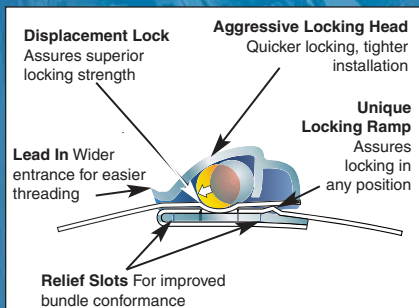 Displacement Lock
Assures superior
locking strength
Aggressive Locking Head
Quicker locking, tighter
installation
Unique
Locking Ramp
Assures
locking in
any position
Lead In Wider
entrance for easier
threading
Relief Slots For improved
bundle conformance